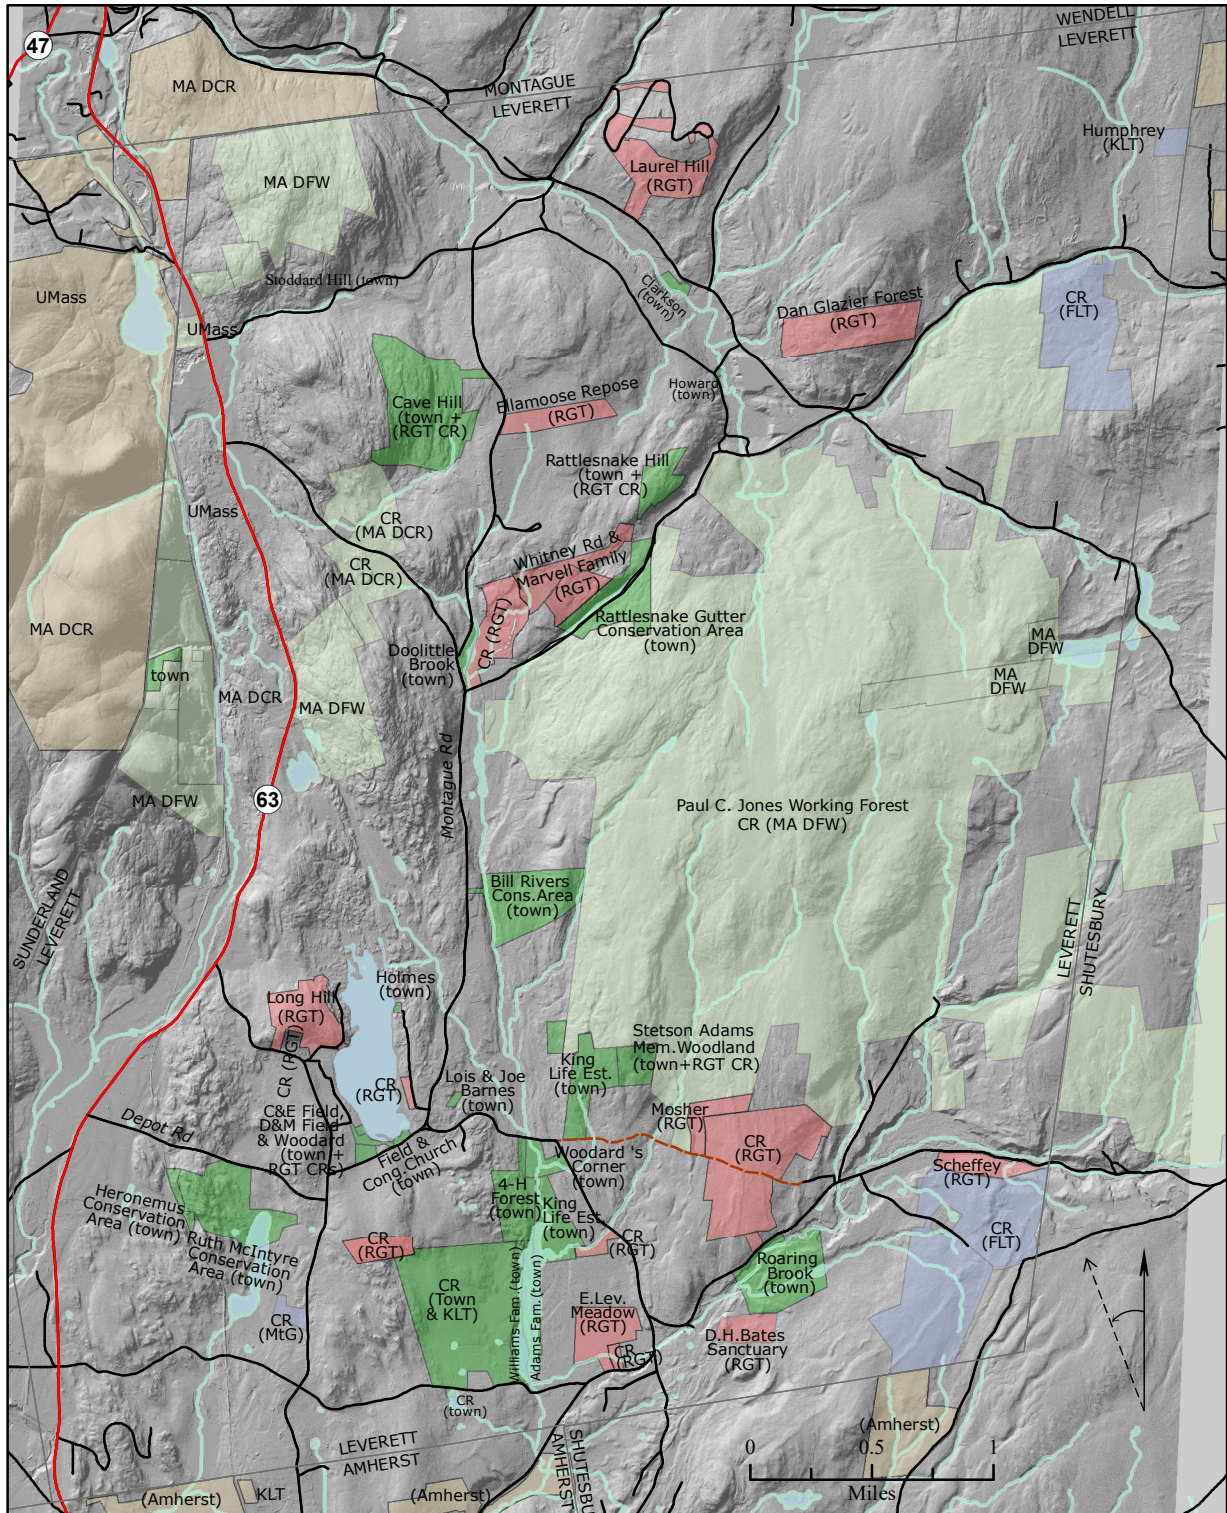 47
WENDELL
LEVERETT
MA DCR
MONTAGUE
LEVERETT
Humphrey
(KLT)
Laurel Hill
(RGT)
MA DFW
Stoddard Hill (town)
UMass
UMass
Clarkson
(town)
Dan Glazier Forest
(RGT)
CR
(FLT)
Howard
(town)
Ellamoose Repose
(RGT)
Cave Hill
(town +
(RGT CR)
Rattlesnake Hill
(town +
(RGT CR)
UMass
CR
(MA DCR)
CR
(MA DCR)
Whitney Rd &
Marvell Family
(RGT)
CR (RGT)
Rattlesnake Gutter
Conservation Area
(town)
MA DCR
Doolittle
Brook
(town)
MA
DFW
MA
DFW
town
MA DCR
MA DFW
Montague Rd
MA DFW
63
Paul C. Jones Working Forest
CR (MA DFW)
Bill Rivers
Cons.Area
(town)
SUNDERLAND
LEVERETT
LEVERETT
SHUTESBURY
Holmes
(town)
Long Hill
(RGT)
CR (RGT)
Stetson Adams
Mem.Woodland
(town+RGT CR)
King
Life Est.
(town)
CR
(RGT)
Lois & Joe
Barnes
(town)
Mosher
(RGT)
C&E Field,
D&M Field
& Woodard
(town +
RGT CRs)
Depot Rd
Field &
Cong.Church
(town)
CR
(RGT)
Woodard 's
Corner
(town)
Scheffey
(RGT)
Heronemus
Conservation
Area (town)
4-H
Forest
(town)
King
Life Est.
(town)
Ruth McIntyre
Conservation
Area (town)
CR
(RGT)
CR
(RGT)
CR
(FLT)
Roaring
Brook
(town)
CR
(Town
& KLT)
Williams Fam.(town)
Adams Fam.(town)
E.Lev.
Meadow
(RGT)
CR
(MtG)
D.H.Bates
Sanctuary
(RGT)
CR
(RGT)
CR
(town)
(Amherst)
LEVERETT
AMHERST
SHUTESBU
AMHERST
0 0.5 1
Miles
(Amherst)
KLT
(Amherst)